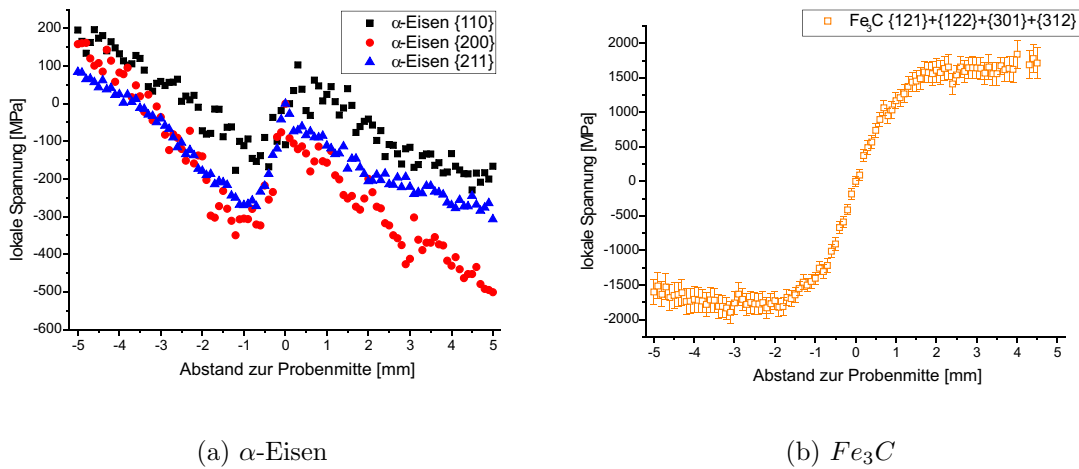 α-Eisen {110}
α-Eisen {200}
α-Eisen {211}
200
100
0
-100
-200
-300
-400
-500
-600
lokale Spannung [MPa]
-5 -4 -3 -2 -1 0 1 2 3 4 5
Abstand zur Probenmitte [mm]
(a) α-Eisen
Fe3C {121}+{122}+{301}+{312}
2000
1500
1000
500
0
-500
-1000
-1500
-2000
lokale Spannung [MPa]
-5 -4 -3 -2 -1 0 1 2 3 4 5
Abstand zur Probenmitte [mm]
(b) Fe3C